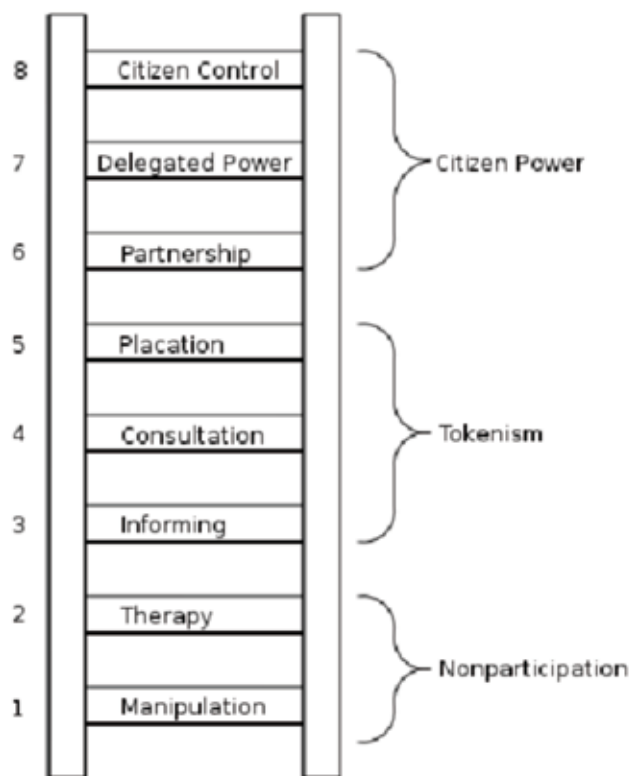 8 Citizen Control
7 Delegated Power
Citizen Power
6 Partnership
5 Placation
4 Consultation
Tokenism
3 Informing
2 Therapy
Nonparticipation
1 Manipulation